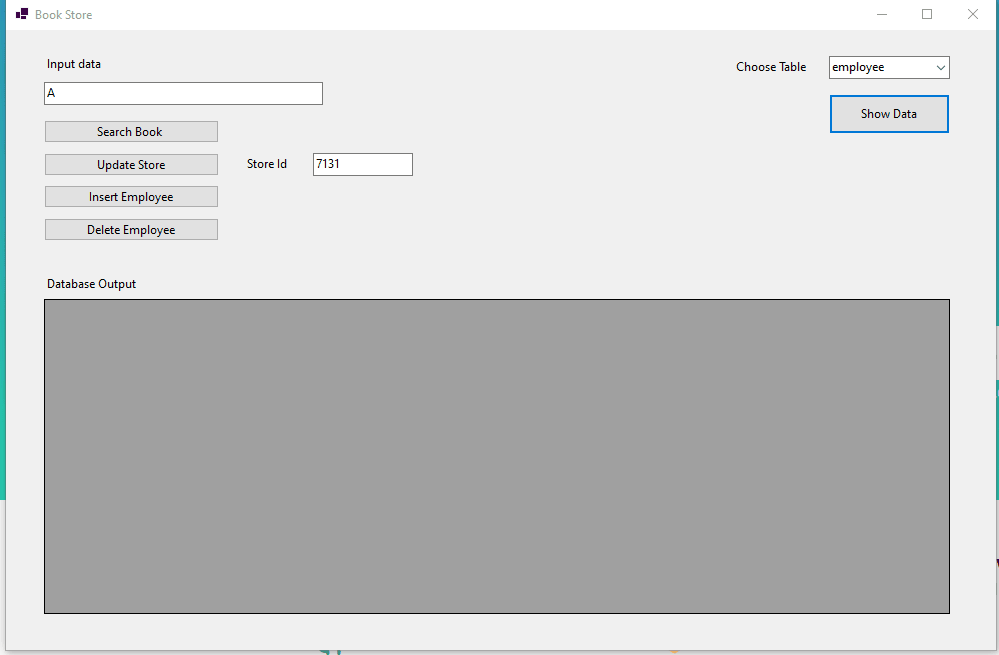 Book Store
Input data
Choose Table employee
A
Show Data
Search Book
Update Store Store Id 7131
Insert Employee
Delete Employee
Database Output